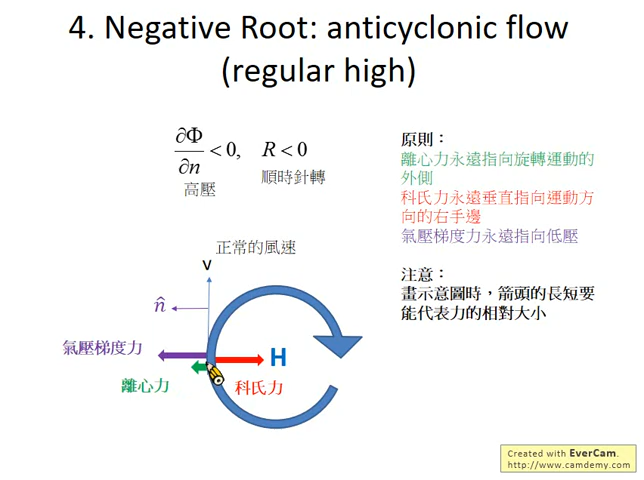 4. Negative Root: anticyclonic flow
(regular high)
∂Φ/∂n < 0, R < 0
高壓
順時針轉
原則：
離心力永遠指向旋轉運動的
外側
科氏力永遠垂直指向運動方
向的右手邊
氣壓梯度力永遠指向低壓
注意：
畫示意圖時，箭頭的長短要
能代表力的相對大小
正常的風速
V
n̂
氣壓梯度力
H
離心力
科氏力
Created with EverCam.
http://www.camdemy.com